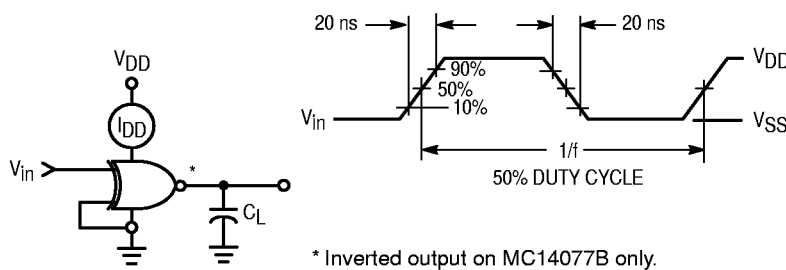 20 ns
20 ns
V_DD
I_DD
V_in
*
C_L
90%
50%
10%
V_in
V_DD
V_SS
1/f
50% DUTY CYCLE
* Inverted output on MC14077B only.